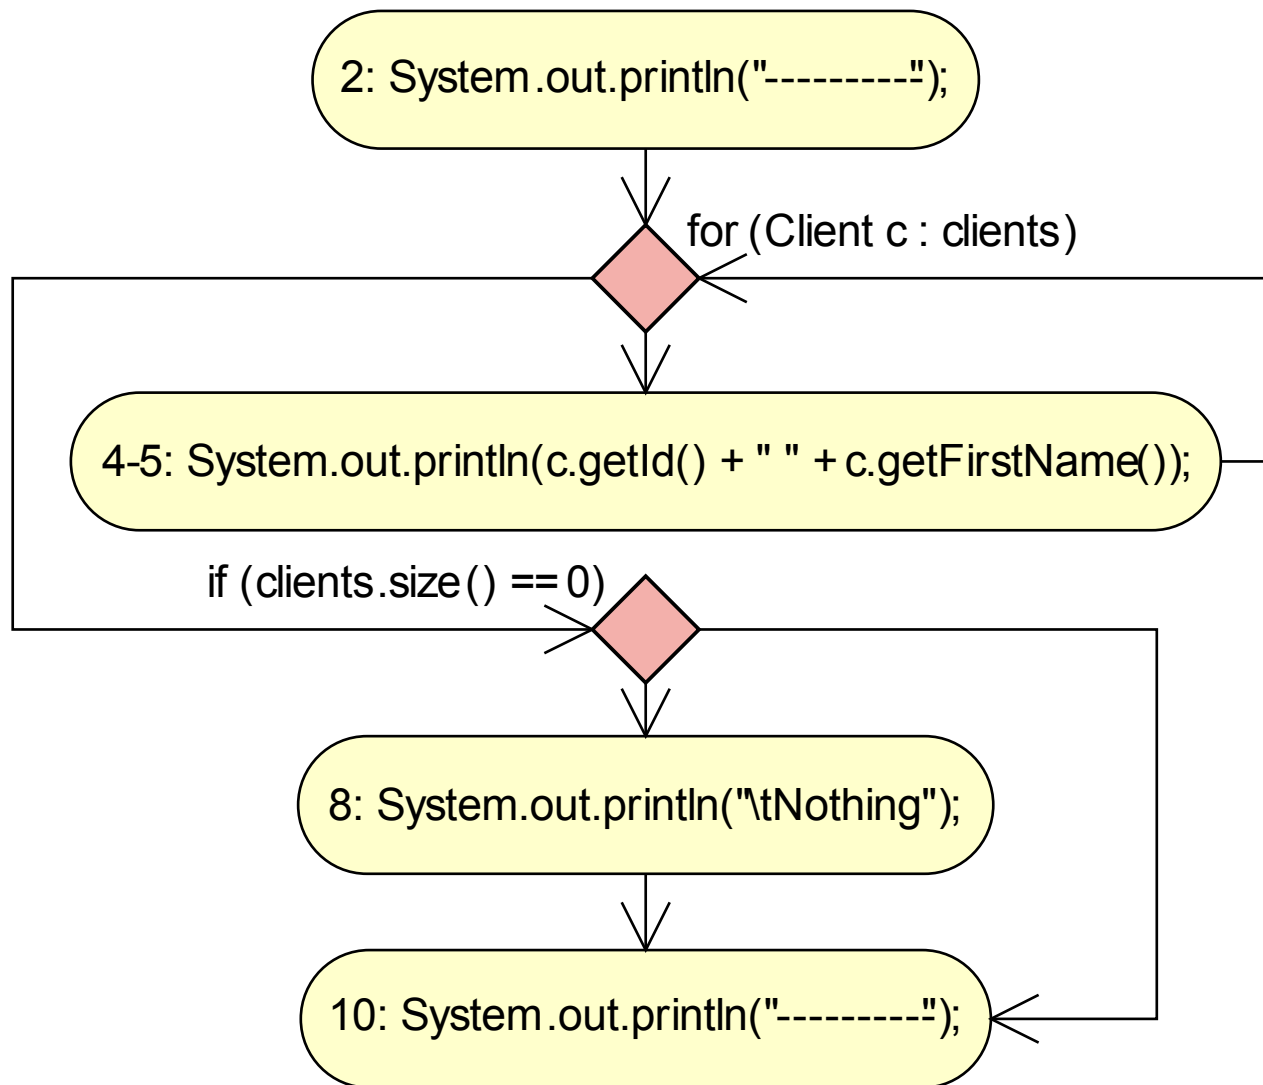 2: System.out.println("----------");
for (Client c : clients)
4-5: System.out.println(c.getId() + " " + c.getFirstName());
if (clients.size() == 0)
8: System.out.println("\tNothing");
10: System.out.println("----------");